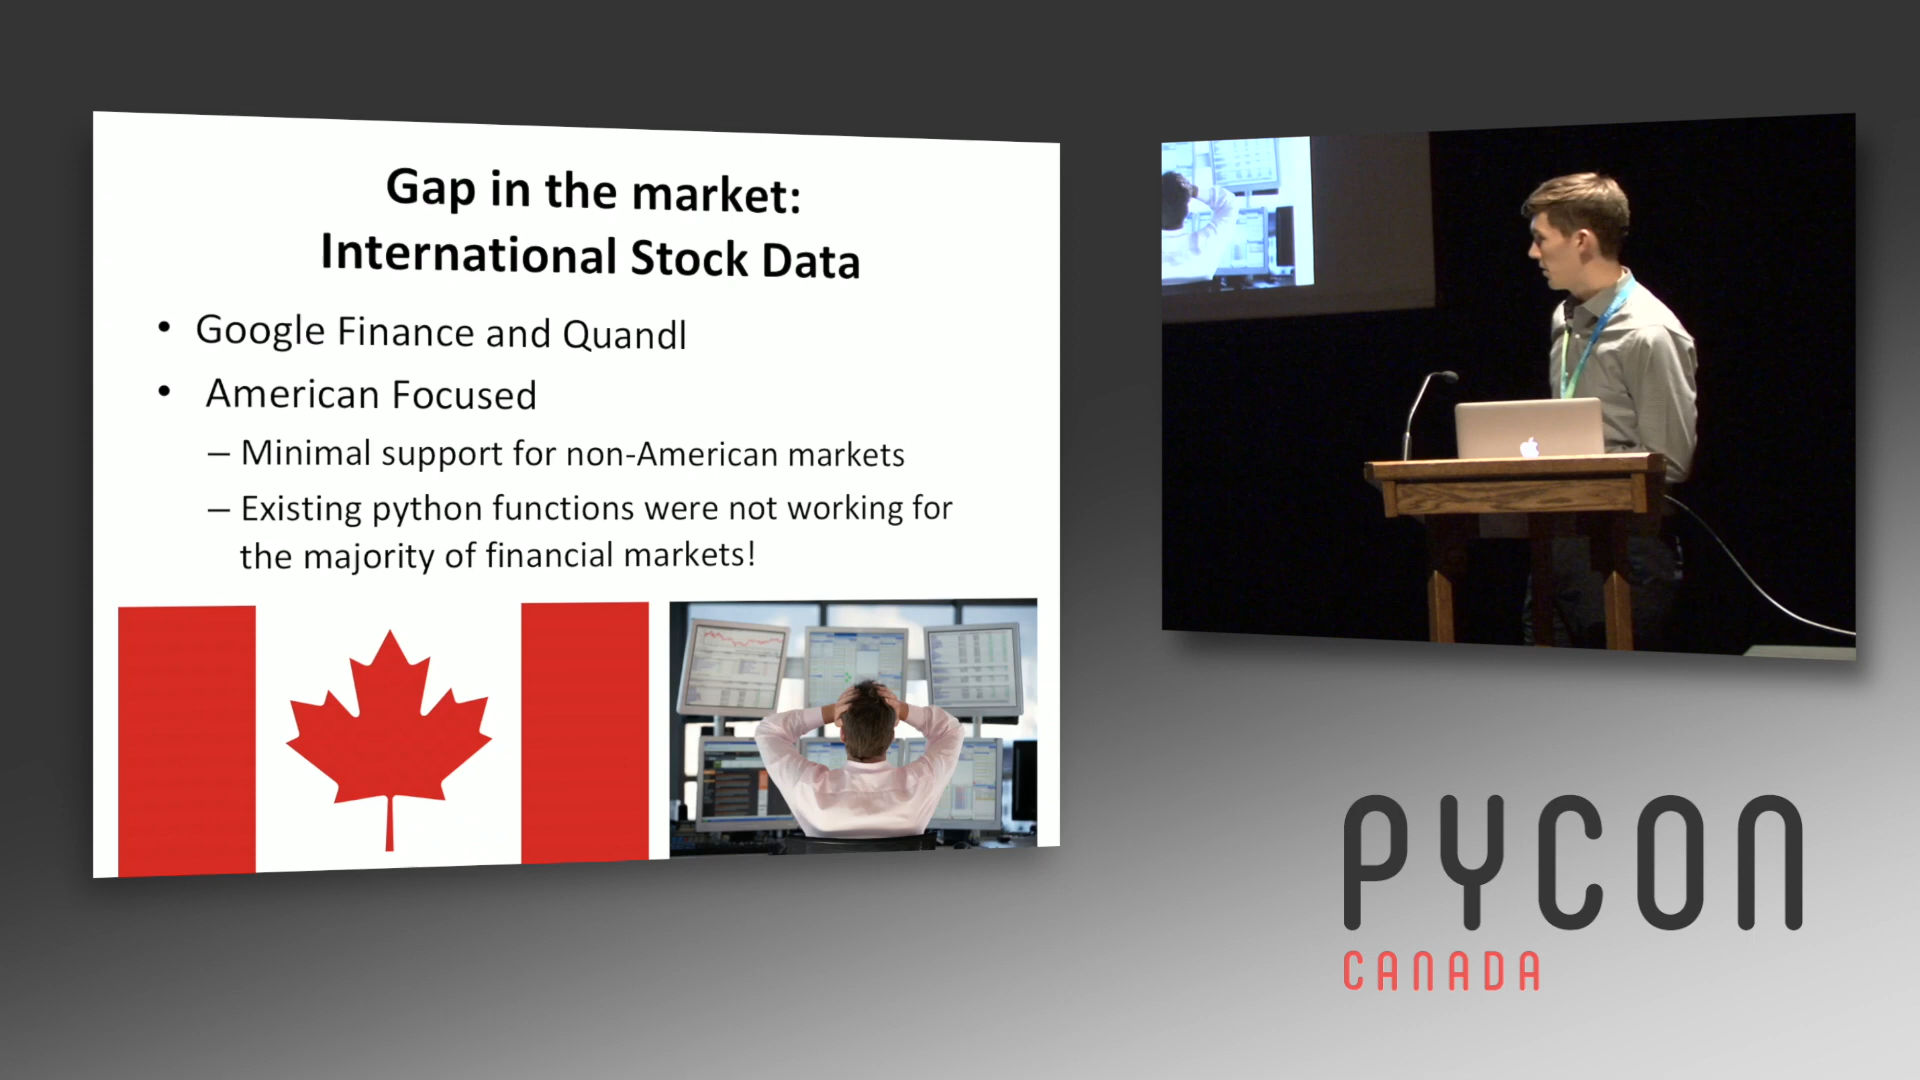 Gap in the market:
International Stock Data
• Google Finance and Quandl
• American Focused
– Minimal support for non-American markets
– Existing python functions were not working for
the majority of financial markets!
PYCON
CANADA